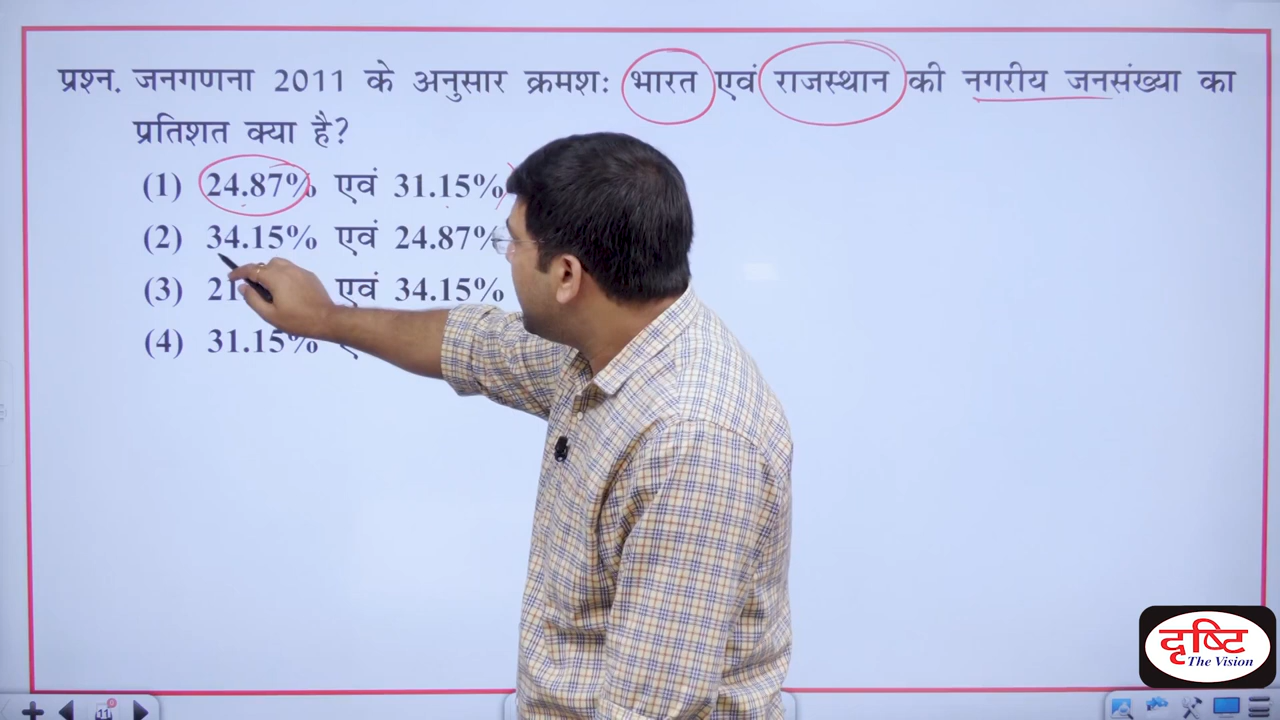 प्रश्न. जनगणना 2011 के अनुसार क्रमशः भारत एवं राजस्थान की नगरीय जनसंख्या का
प्रतिशत क्या है?
(1) 24.87% एवं 31.15%
(2) 34.15% एवं 24.87%
(3) एवं 34.15%
(4) 31.15%
दृष्टि
The Vision
11